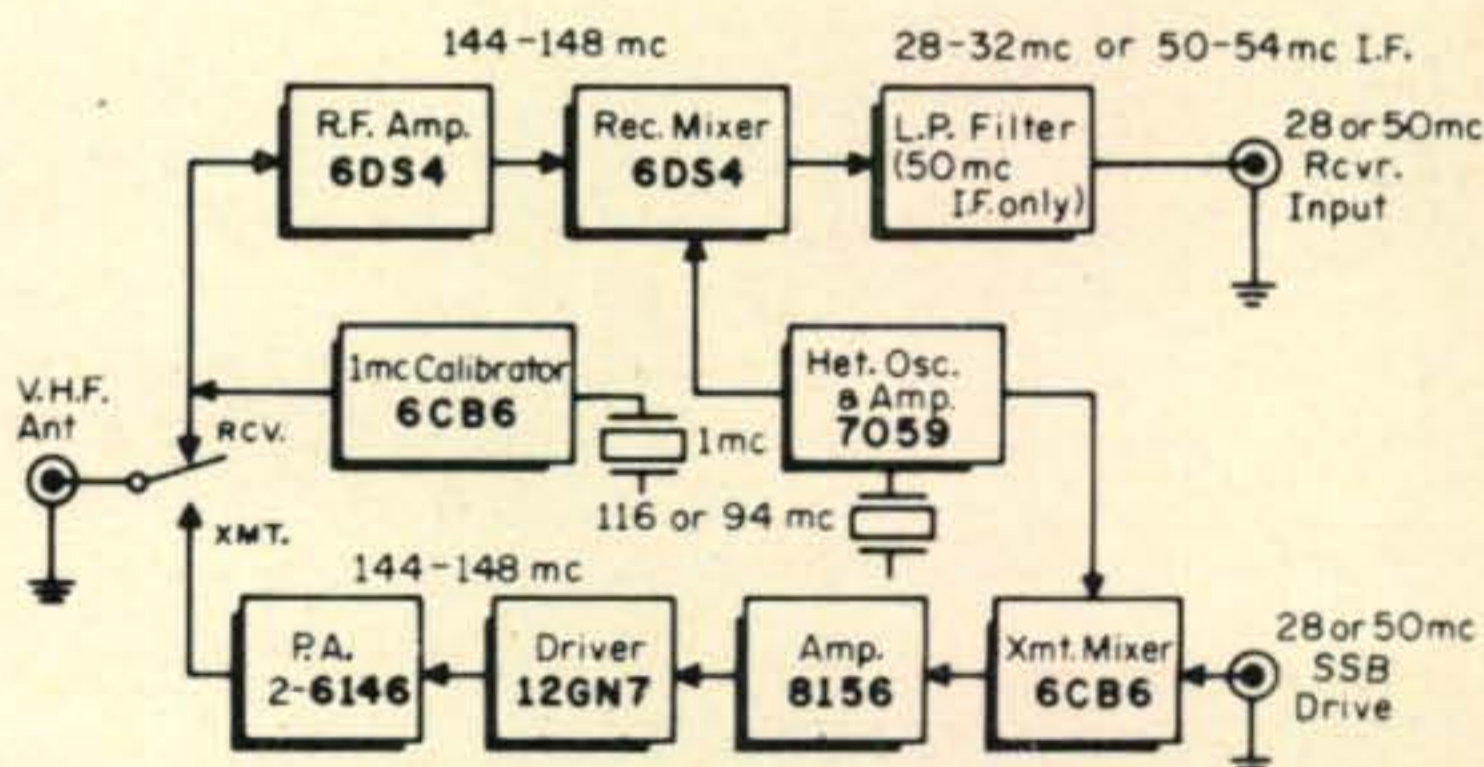 144-148 mc
28-32mc or 50-54mc I.F.
R.F. Amp.
6DS4
Rec. Mixer
6DS4
L.P. Filter
(50mc
I.F. only)
28 or 50mc
Rcvr.
Input
V.H.F.
Ant
RCV.
1mc Calibrator
6CB6
1mc
Het. Osc.
& Amp.
7059
116 or 94 mc
XMT.
144-148 mc
P.A.
2-6146
Driver
12GN7
Amp.
8156
Xmt. Mixer
6CB6
28 or 50mc
SSB
Drive